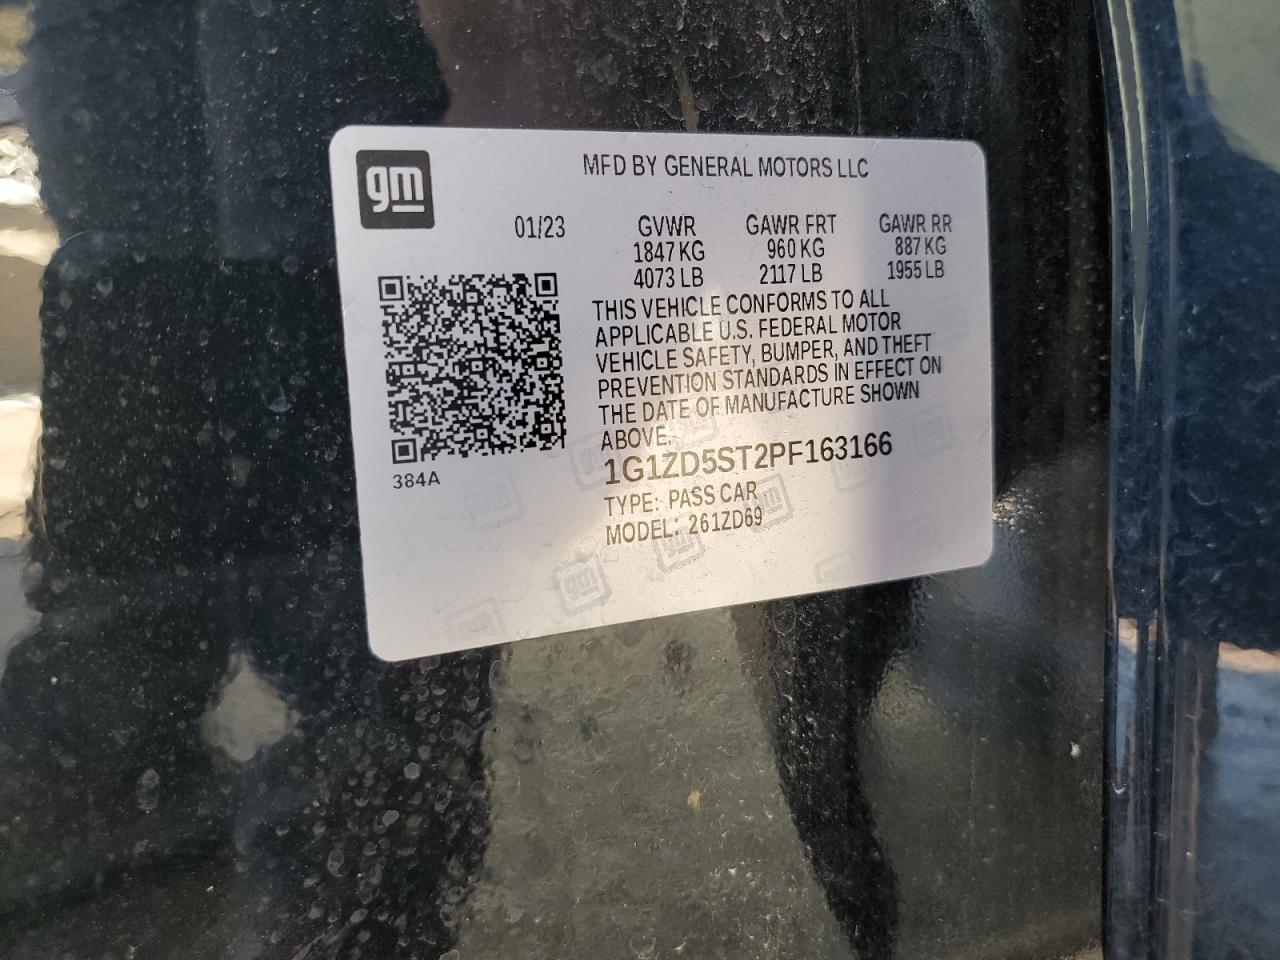 gm
MFD BY GENERAL MOTORS LLC
01/23 GVWR GAWR FRT GAWR RR
1847 KG 960 KG 887 KG
4073 LB 2117 LB 1955 LB
THIS VEHICLE CONFORMS TO ALL
APPLICABLE U.S. FEDERAL MOTOR
VEHICLE SAFETY, BUMPER, AND THEFT
PREVENTION STANDARDS IN EFFECT ON
THE DATE OF MANUFACTURE SHOWN
ABOVE.
1G1ZD5ST2PF163166
384A
TYPE: PASS CAR
MODEL: 261ZD69